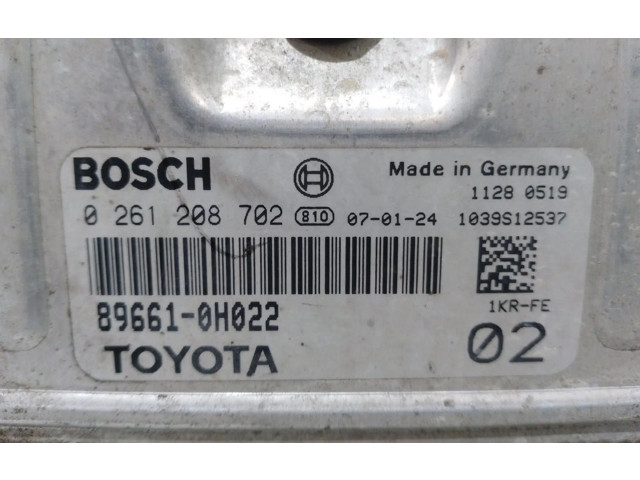 BOSCH Made in Germany
1128 0519
0 261 208 702 810 07-01-24 1039S12537
89661-0H022 1KR-FE
TOYOTA 02